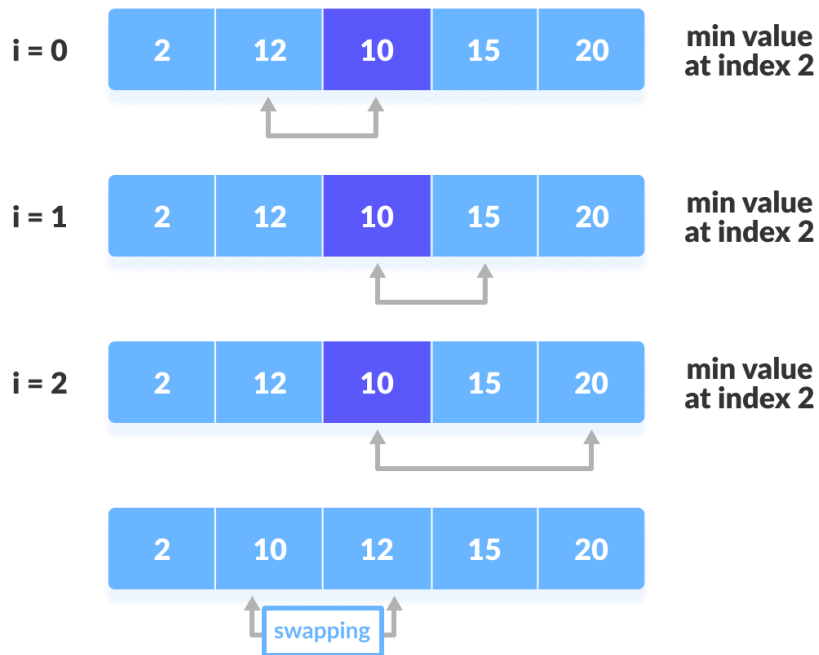 i = 0 2 12 10 15 20 min value
at index 2
i = 1 2 12 10 15 20 min value
at index 2
i = 2 2 12 10 15 20 min value
at index 2
2 10 12 15 20
swapping